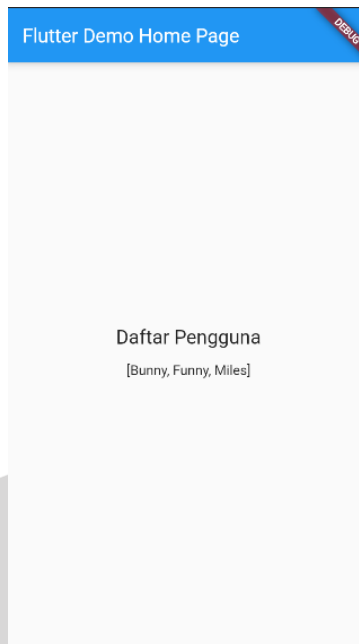 Flutter Demo Home Page
DEBUG
Daftar Pengguna
[Bunny, Funny, Miles]